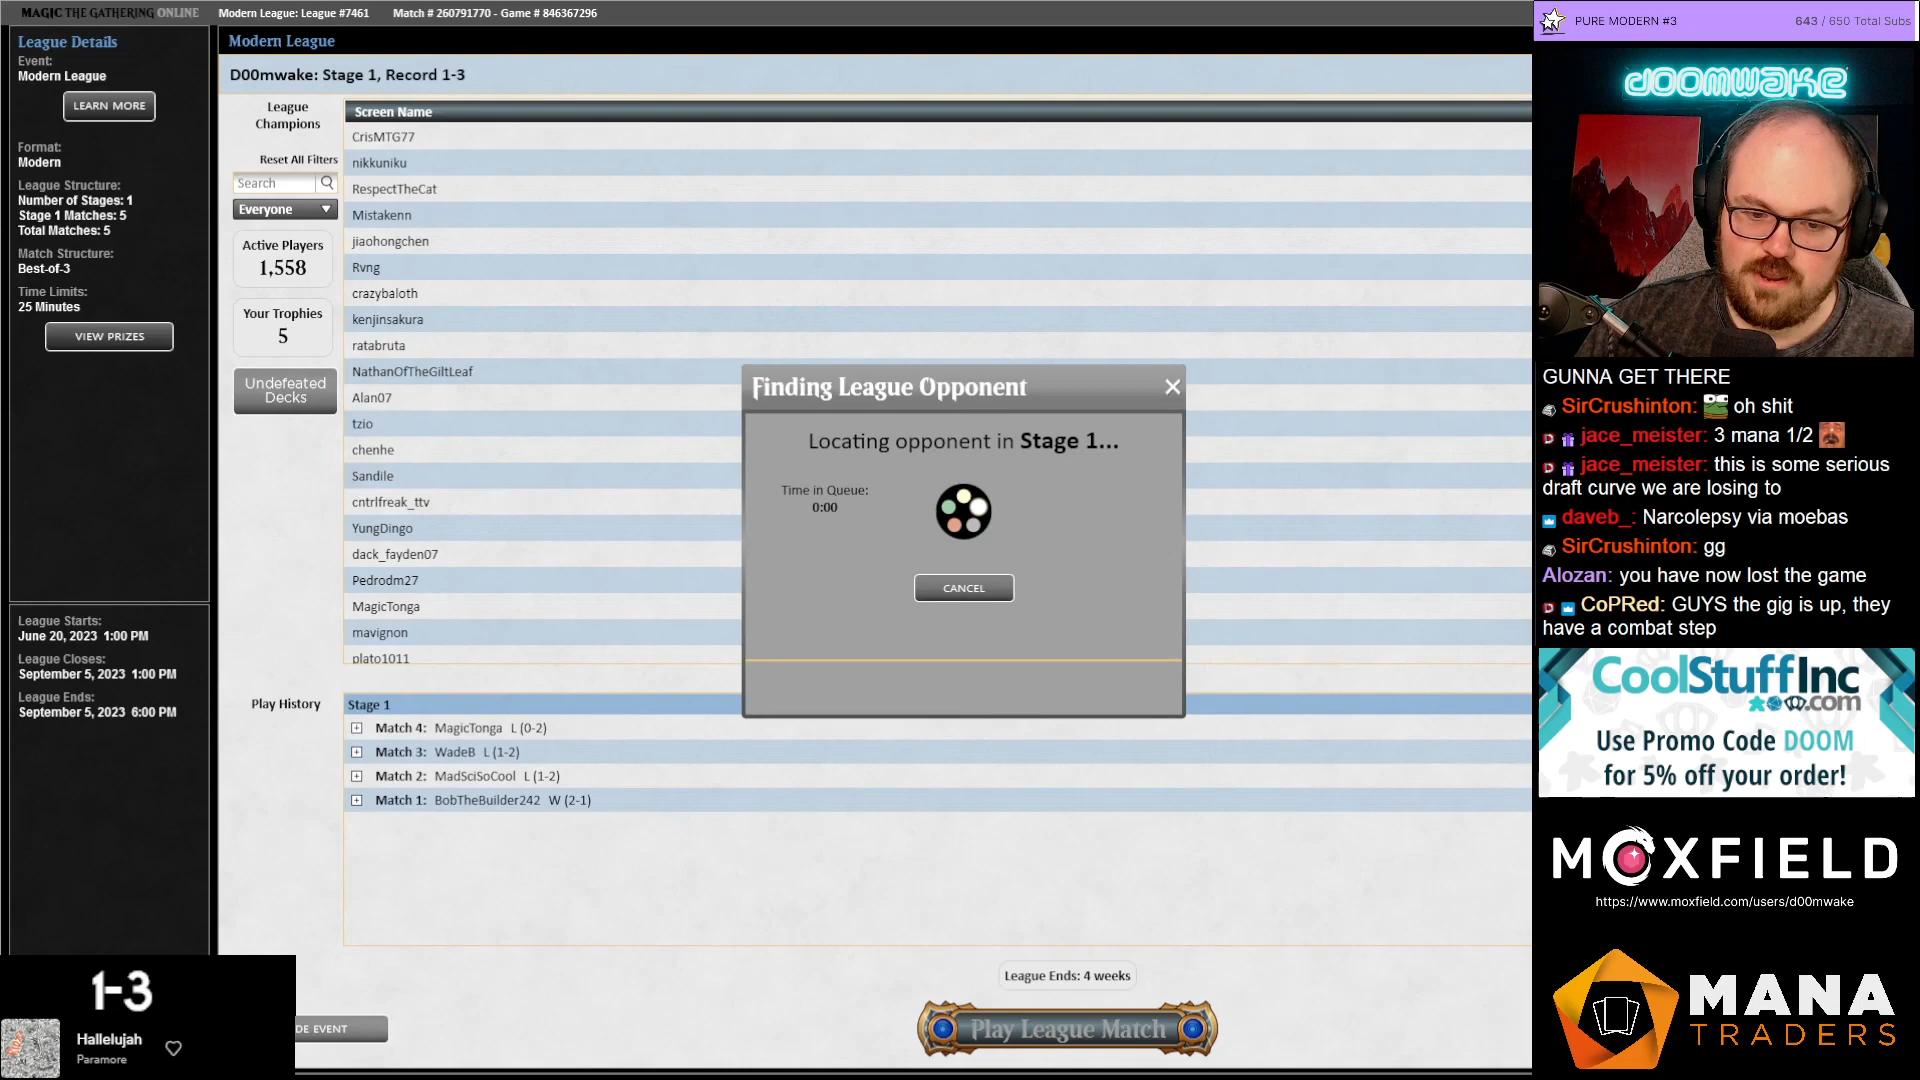 MAGIC THE GATHERING ONLINE
Modern League: League #7461
Match # 260791770 - Game # 846367296
League Details
Event:
Modern League
LEARN MORE
Format:
Modern
League Structure:
Number of Stages: 1
Stage 1 Matches: 5
Total Matches: 5
Match Structure:
Best-of-3
Time Limits:
25 Minutes
VIEW PRIZES
League Starts:
June 20, 2023 1:00 PM
League Closes:
September 5, 2023 1:00 PM
League Ends:
September 5, 2023 6:00 PM
1-3
Hallelujah
Paramore
Modern League
D00mwake: Stage 1, Record 1-3
League
Champions
Reset All Filters
Search
Everyone
Active Players
1,558
Your Trophies
5
Undefeated
Decks
Screen Name
CrisMTG77
nikkuniku
RespectTheCat
Mistakenn
jiaohongchen
Rvng
crazybaloth
kenjinsakura
ratabruta
NathanOfTheGiltLeaf
Alan07
tzio
chenhe
Sandile
cntrlfreak_ttv
YungDingo
dack_fayden07
Pedrodm27
MagicTonga
mavignon
plato1011
Finding League Opponent
Locating opponent in Stage 1...
Time in Queue:
0:00
CANCEL
Play History
Stage 1
Match 4: MagicTonga L (0-2)
Match 3: WadeB L (1-2)
Match 2: MadSciSoCool L (1-2)
Match 1: BobTheBuilder242 W (2-1)
League Ends: 4 weeks
DE EVENT
Play League Match
PURE MODERN #3
643 / 650 Total Subs
doomwake
GUNNA GET THERE
SirCrushinton: oh shit
jace_meister: 3 mana 1/2
jace_meister: this is some serious
draft curve we are losing to
daveb_: Narcolepsy via moebas
SirCrushinton: gg
Alozan: you have now lost the game
CoPRed: GUYS the gig is up, they
have a combat step
CoolStuffInc
.com
Use Promo Code DOOM
for 5% off your order!
MOXFIELD
https://www.moxfield.com/users/d00mwake
MANA
TRADERS